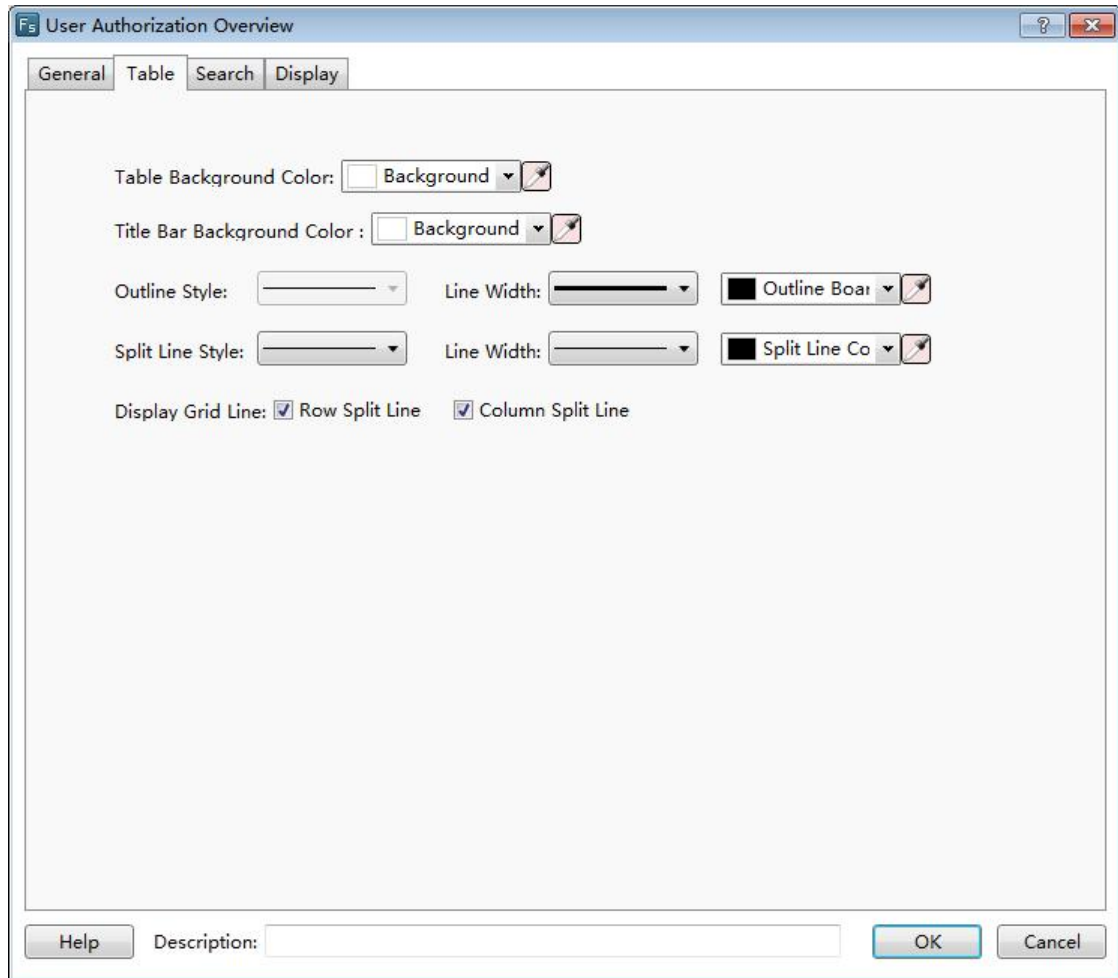 Fs User Authorization Overview ?
General Table Search Display
Table Background Color: Background
Title Bar Background Color : Background
Outline Style: Line Width: Outline Boar
Split Line Style: Line Width: Split Line Co
Display Grid Line: Row Split Line Column Split Line
Help Description: OK Cancel